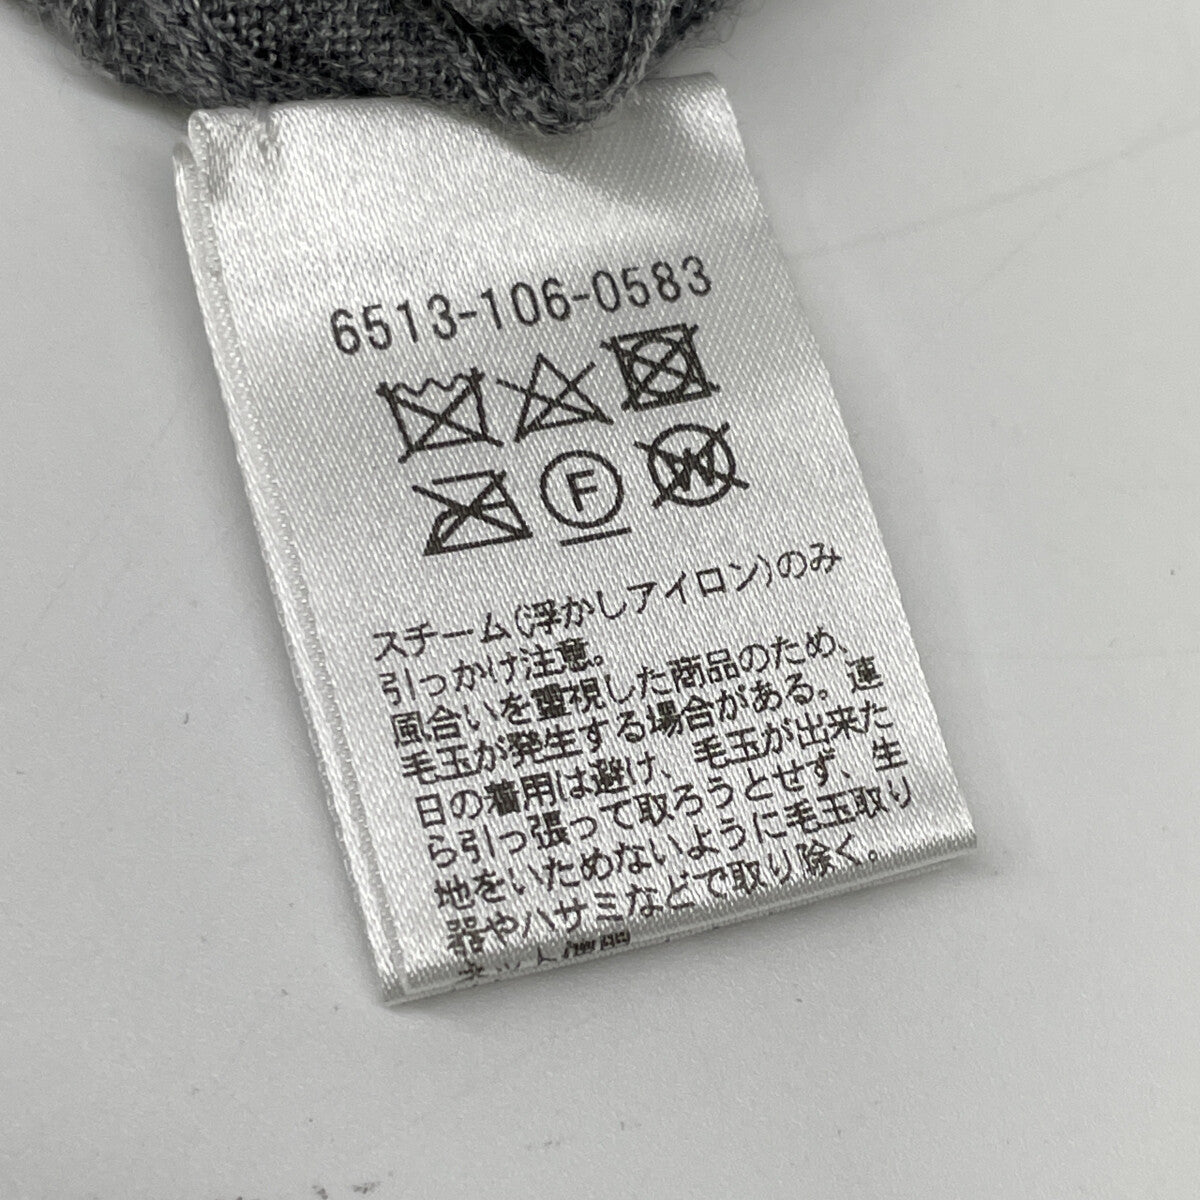 6513-106-0583
F
W
スチーム(浮かしアイロン)のみ
引っかけ注意。
風合いを重視した商品のため、
毛玉が発生する場合がある。連
日の着用は避け、毛玉が出来た
ら引っ張って取ろうとせず、生
地をいためないように毛玉取り
器やハサミなどで取り除く。